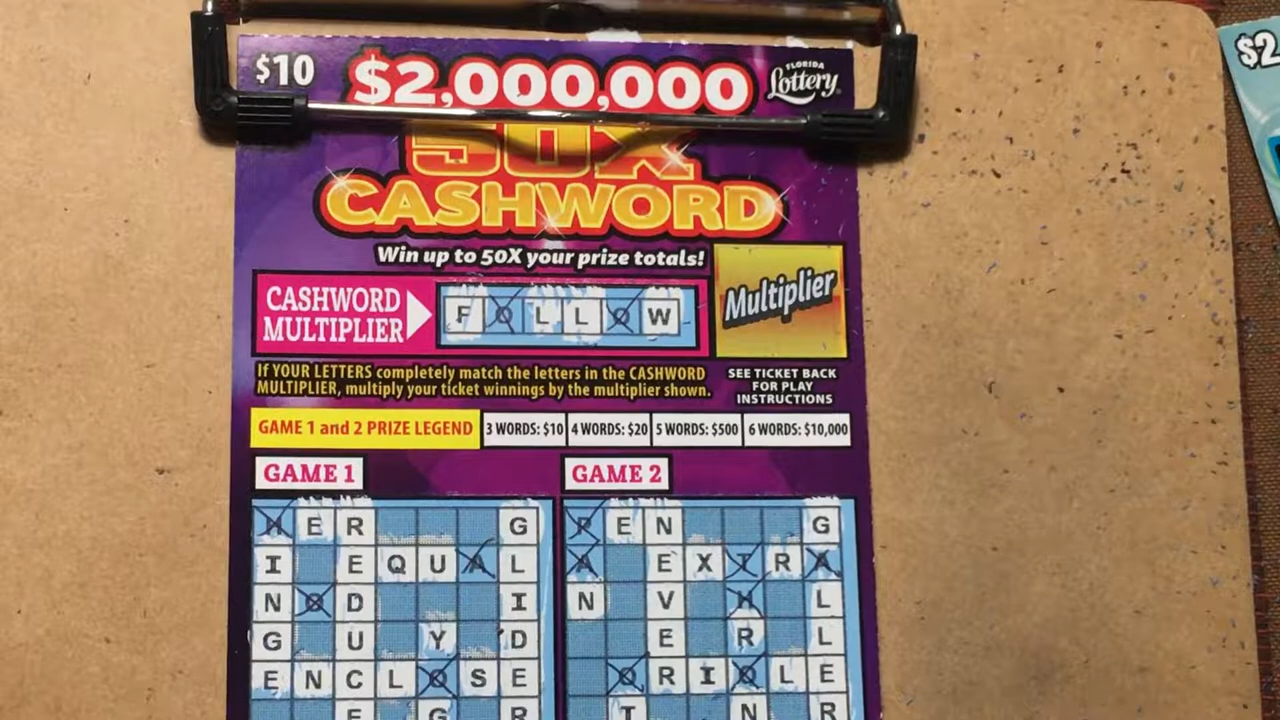 $10 $2,000,000 FLORIDA Lottery
$2
50X
CASHWORD
Win up to 50X your prize totals!
CASHWORD MULTIPLIER
F O L L O W
Multiplier
IF YOUR LETTERS completely match the letters in the CASHWORD
MULTIPLIER, multiply your ticket winnings by the multiplier shown.
SEE TICKET BACK
FOR PLAY
INSTRUCTIONS
GAME 1 and 2 PRIZE LEGEND 3 WORDS: $10 4 WORDS: $20 5 WORDS: $500 6 WORDS: $10,000
GAME 1
H E R G
I E Q U A L
N O D I
G U Y D
E N C L O S E
E G R
GAME 2
P E N G
A E X T R A
N V H L
E R L
O R I O L E
T N R